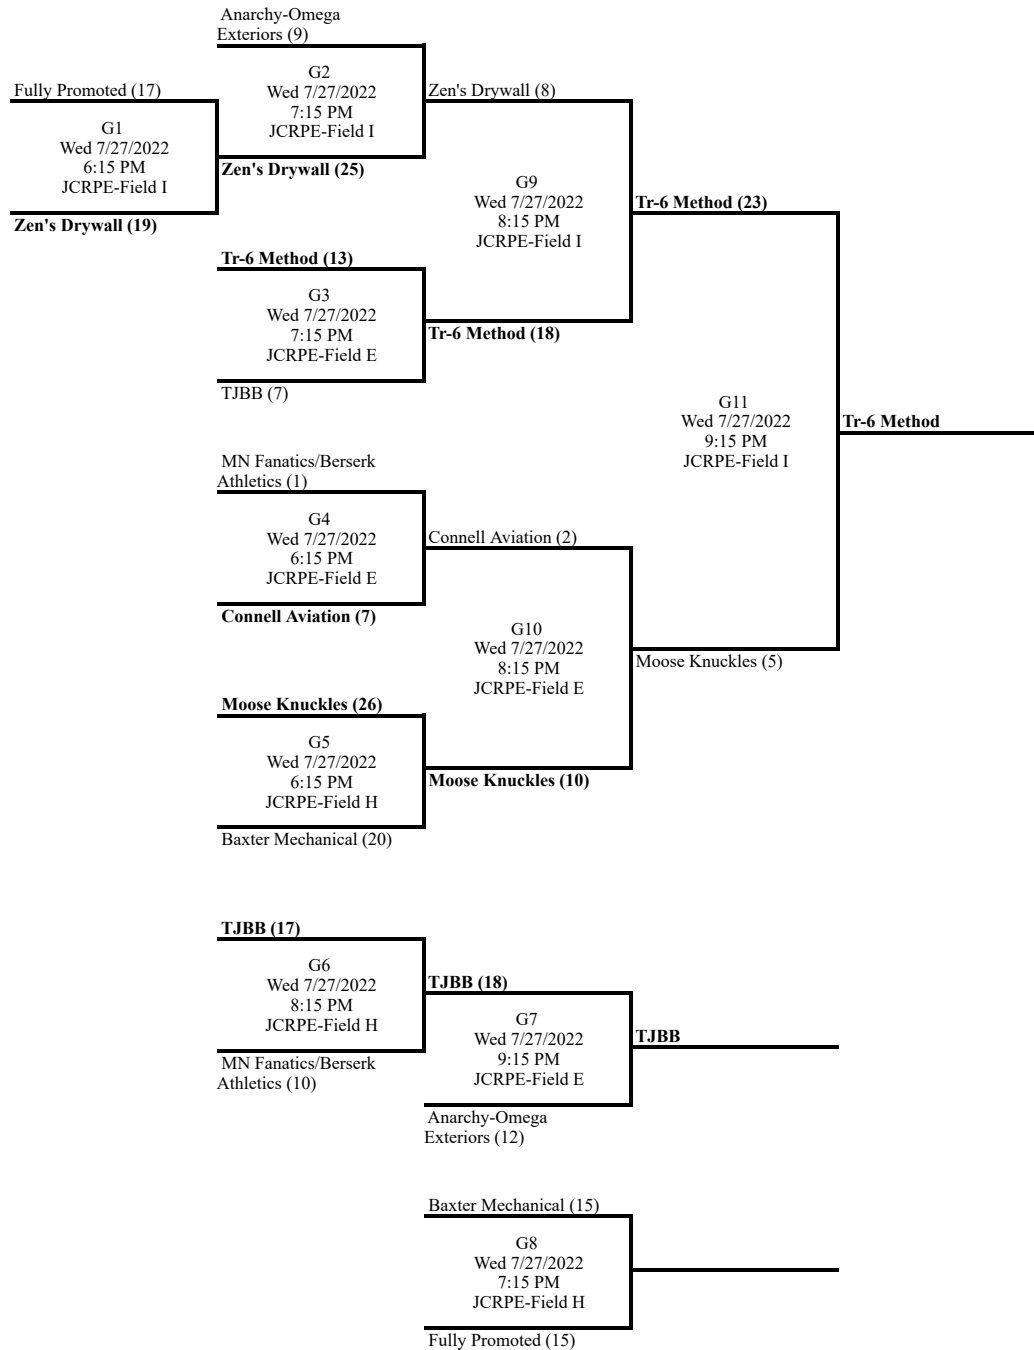 Anarchy-Omega
Exteriors (9)
G2
Wed 7/27/2022
7:15 PM
JCRPE-Field I
Fully Promoted (17)
G1
Wed 7/27/2022
6:15 PM
JCRPE-Field I
Zen's Drywall (19)
Zen's Drywall (25)
Zen's Drywall (8)
G9
Wed 7/27/2022
8:15 PM
JCRPE-Field I
Tr-6 Method (23)
Tr-6 Method (13)
G3
Wed 7/27/2022
7:15 PM
JCRPE-Field E
Tr-6 Method (18)
TJBB (7)
G11
Wed 7/27/2022
9:15 PM
JCRPE-Field I
Tr-6 Method
MN Fanatics/Berserk
Athletics (1)
G4
Wed 7/27/2022
6:15 PM
JCRPE-Field E
Connell Aviation (2)
Connell Aviation (7)
G10
Wed 7/27/2022
8:15 PM
JCRPE-Field E
Moose Knuckles (5)
Moose Knuckles (26)
G5
Wed 7/27/2022
6:15 PM
JCRPE-Field H
Moose Knuckles (10)
Baxter Mechanical (20)
TJBB (17)
G6
Wed 7/27/2022
8:15 PM
JCRPE-Field H
TJBB (18)
MN Fanatics/Berserk
Athletics (10)
G7
Wed 7/27/2022
9:15 PM
JCRPE-Field E
TJBB
Anarchy-Omega
Exteriors (12)
Baxter Mechanical (15)
G8
Wed 7/27/2022
7:15 PM
JCRPE-Field H
Fully Promoted (15)